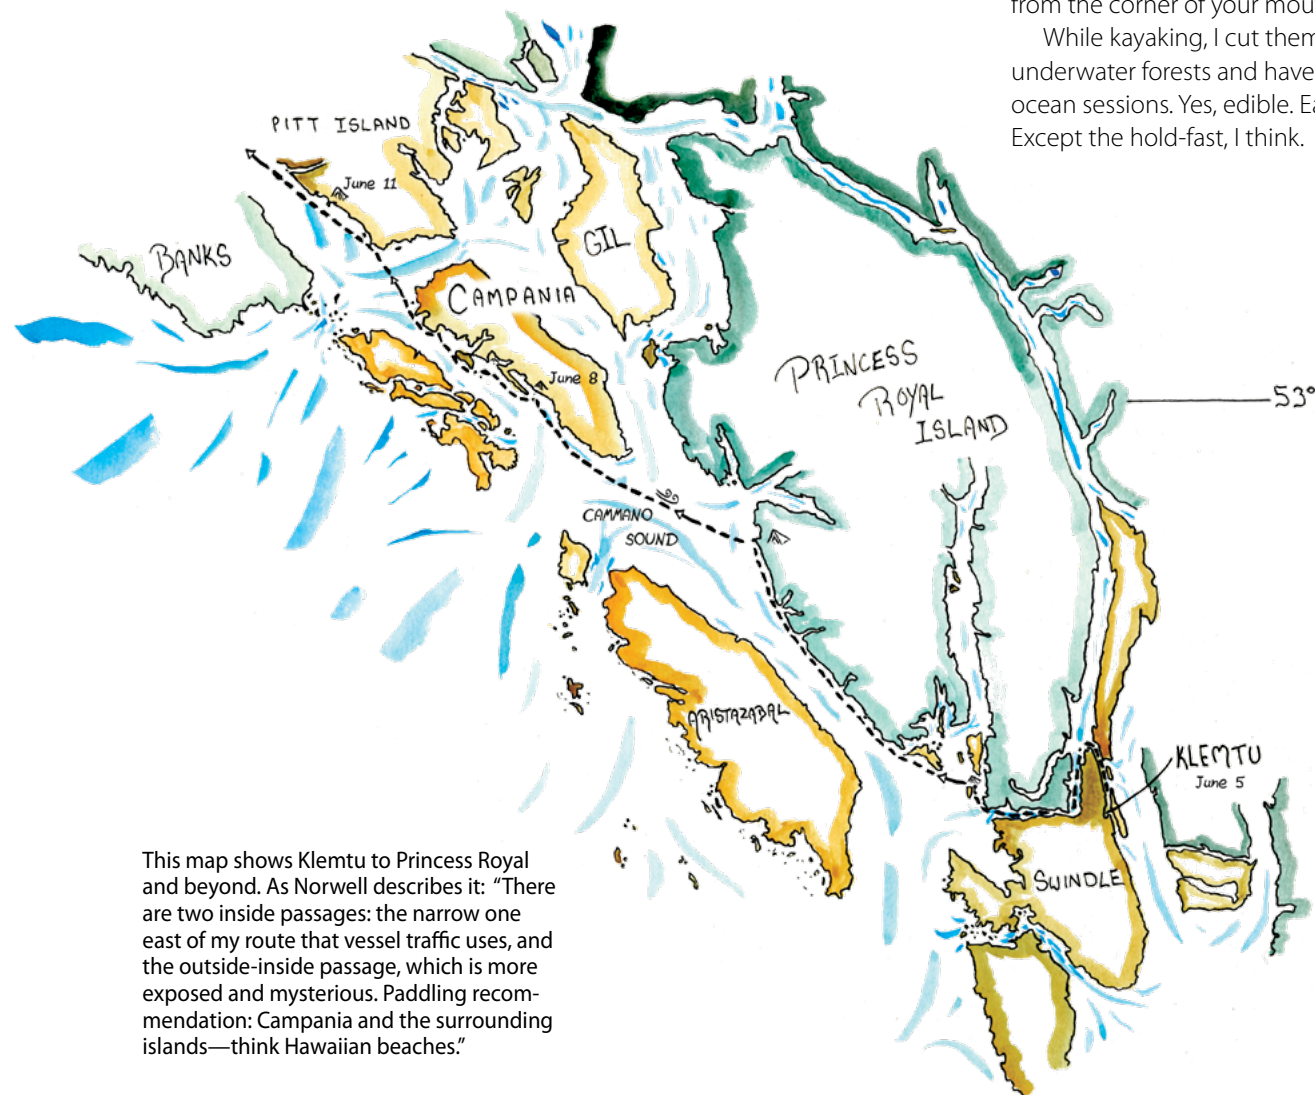 from the corner of your mou
While kayaking, I cut them
underwater forests and have
ocean sessions. Yes, edible. Ea
Except the hold-fast, I think.
PITT ISLAND
June 11
BANKS
GIL
CAMPANIA
June 8
PRINCESS
ROYAL
ISLAND
53°
CAMMANO
SOUND
ARISTAZABAL
KLEMTU
June 5
SWINDLE
This map shows Klemtu to Princess Royal
and beyond. As Norwell describes it: “There
are two inside passages: the narrow one
east of my route that vessel traffic uses, and
the outside-inside passage, which is more
exposed and mysterious. Paddling recom-
mendation: Campania and the surrounding
islands—think Hawaiian beaches.”